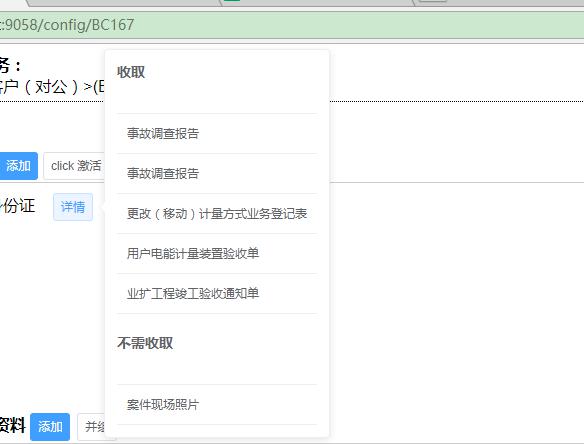 :9058/config/BC167
务：
客户（对公）>(E
收取
事故调查报告
事故调查报告
添加
click 激活
份证
详情
更改（移动）计量方式业务登记表
用户电能计量装置验收单
业扩工程竣工验收通知单
不需收取
案件现场照片
资料
添加
并